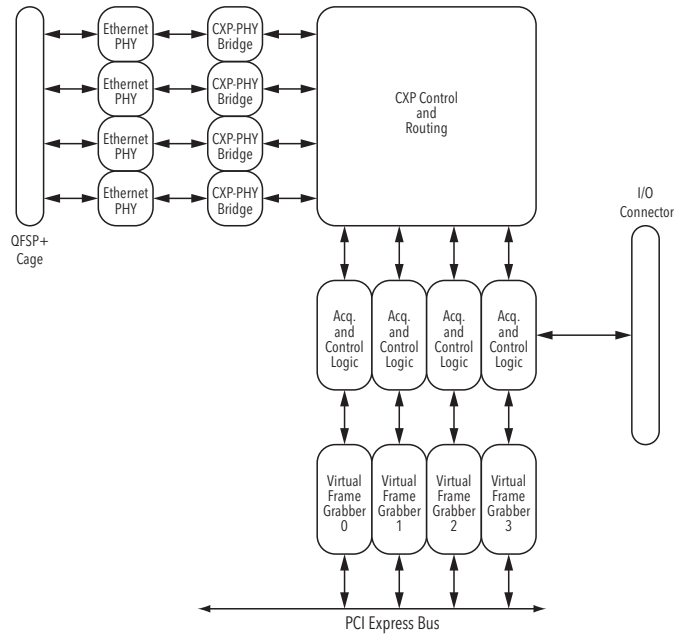 Ethernet
PHY
CXP-PHY
Bridge
Ethernet
PHY
CXP-PHY
Bridge
Ethernet
PHY
CXP-PHY
Bridge
Ethernet
PHY
CXP-PHY
Bridge
CXP Control
and
Routing
QFSP+
Cage
I/O
Connector
Acq.
and
Control
Logic
Acq.
and
Control
Logic
Acq.
and
Control
Logic
Acq.
and
Control
Logic
Virtual
Frame
Grabber
0
Virtual
Frame
Grabber
1
Virtual
Frame
Grabber
2
Virtual
Frame
Grabber
3
PCI Express Bus